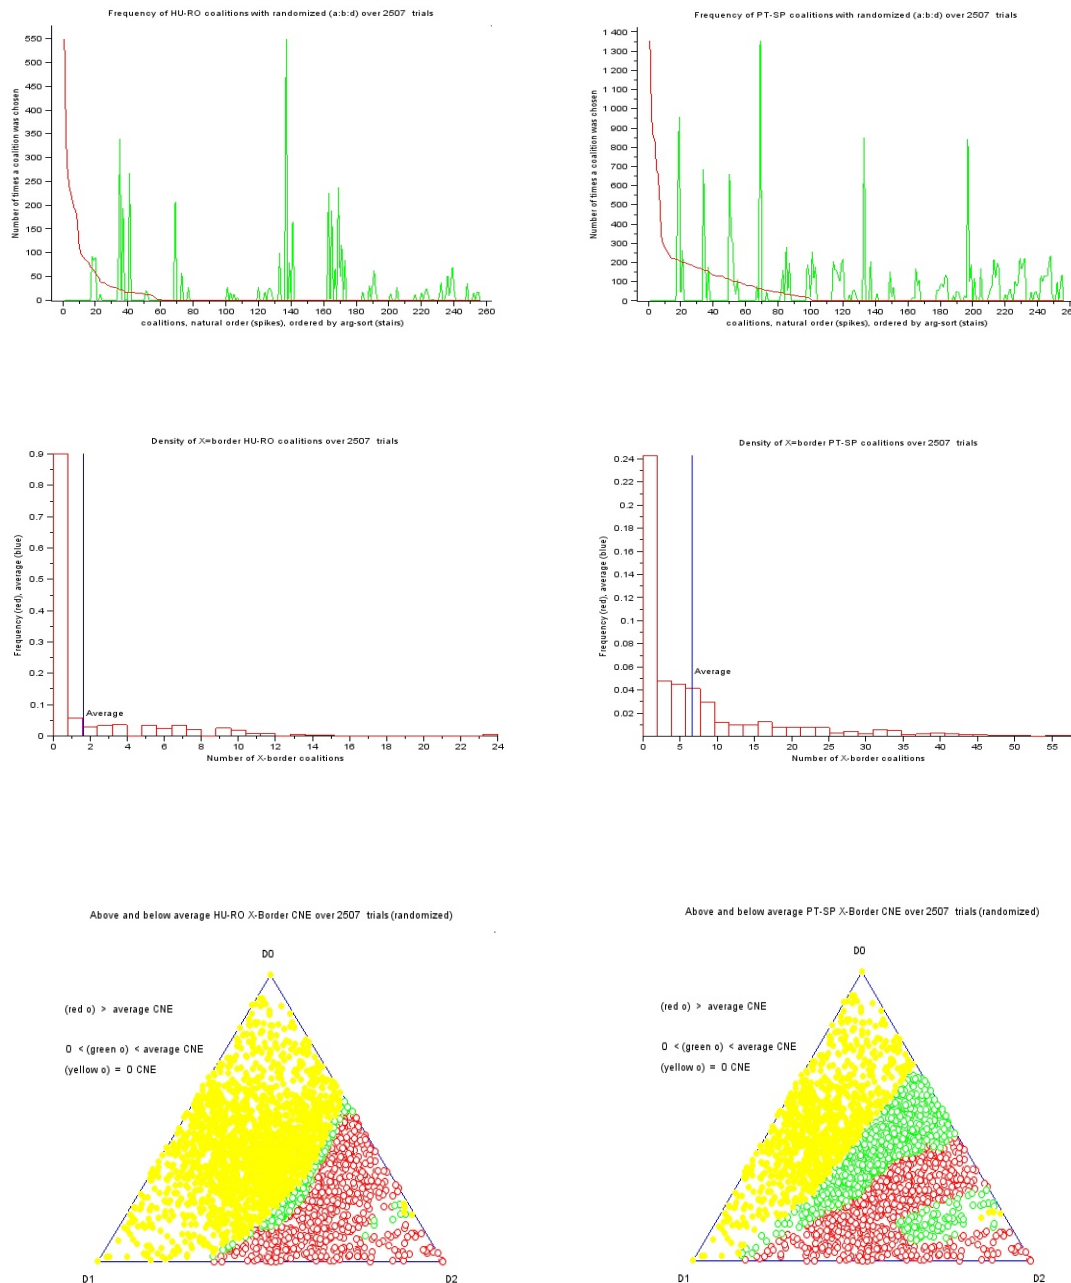 Frequency of HU-RO coalitions with randomized (a:b:d) over 2507 trials
550
500
450
400
350
300
250
200
150
100
50
0
Number of times a coalition was chosen
0 20 40 60 80 100 120 140 160 180 200 220 240 260
coalitions, natural order (spikes), ordered by arg-sort (stairs)
Frequency of PT-SP coalitions with randomized (a:b:d) over 2507 trials
1 400
1 300
1 200
1 100
1 000
900
800
700
600
500
400
300
200
100
0
Number of times a coalition was chosen
0 20 40 60 80 100 120 140 160 180 200 220 240 260
coalitions, natural order (spikes), ordered by arg-sort (stairs)
Density of X=border HU-RO coalitions over 2507 trials
0.9
0.8
0.7
0.6
0.5
0.4
0.3
0.2
0.1
0
Frequency (red), average (blue)
Average
0 2 4 6 8 10 12 14 16 18 20 22 24
Number of X-border coalitions
Density of X=border PT-SP coalitions over 2507 trials
0.24
0.22
0.2
0.18
0.16
0.14
0.12
0.1
0.08
0.06
0.04
0.02
Frequency (red), average (blue)
Average
0 5 10 15 20 25 30 35 40 45 50 55
Number of X-border coalitions
Above and below average HU-RO X-Border CNE over 2507 trials (randomized)
D0
(red o) > average CNE
0 < (green o) < average CNE
(yellow o) = 0 CNE
D1 D2
Above and below average PT-SP X-Border CNE over 2507 trials (randomized)
D0
(red o) > average CNE
0 < (green o) < average CNE
(yellow o) = 0 CNE
D1 D2